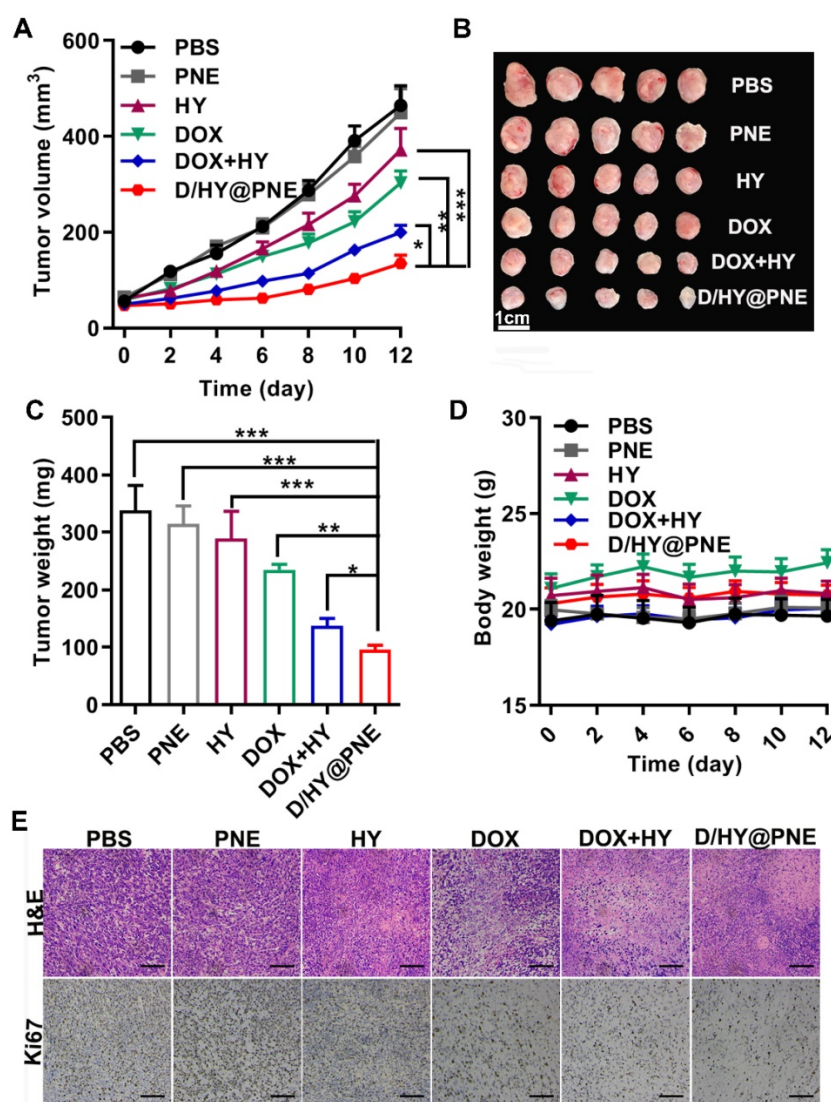 A
Tumor volume (mm³)
600
400
200
0
PBS
PNE
HY
DOX
DOX+HY
D/HY@PNE
*
**
***
0 2 4 6 8 10 12
Time (day)
B
PBS
PNE
HY
DOX
DOX+HY
D/HY@PNE
1cm
C
Tumor weight (mg)
500
400
300
200
100
0
***
***
***
**
*
PBS
PNE
HY
DOX
DOX+HY
D/HY@PNE
D
Body weight (g)
30
25
20
15
PBS
PNE
HY
DOX
DOX+HY
D/HY@PNE
0 2 4 6 8 10 12
Time (day)
E
PBS PNE HY DOX DOX+HY D/HY@PNE
H&E
Ki67